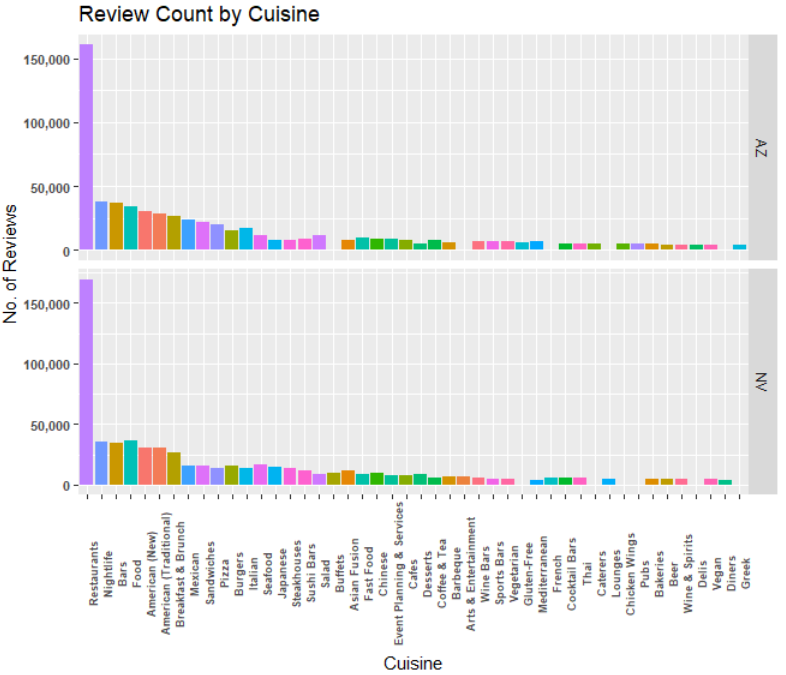 Review Count by Cuisine
No. of Reviews
150,000
100,000
50,000
0
AZ
150,000
100,000
50,000
0
NV
Restaurants
Nightlife
Bars
Food
American (New)
American (Traditional)
Breakfast & Brunch
Mexican
Sandwiches
Pizza
Burgers
Italian
Seafood
Japanese
Steakhouses
Sushi Bars
Salad
Buffets
Asian Fusion
Fast Food
Chinese
Event Planning & Services
Cafes
Desserts
Coffee & Tea
Barbeque
Arts & Entertainment
Wine Bars
Sports Bars
Vegetarian
Gluten-Free
Mediterranean
French
Cocktail Bars
Thai
Caterers
Lounges
Chicken Wings
Pubs
Bakeries
Beer
Wine & Spirits
Delis
Vegan
Diners
Greek
Cuisine